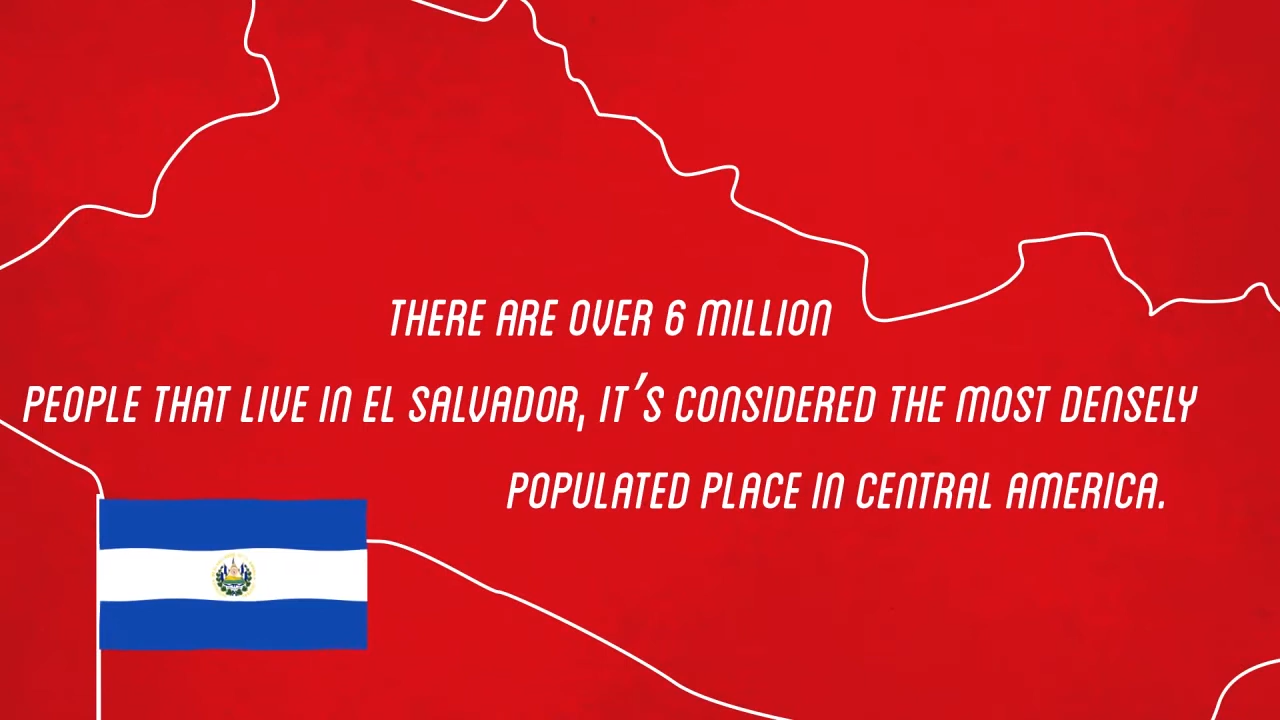 THERE ARE OVER 6 MILLION
PEOPLE THAT LIVE IN EL SALVADOR, IT'S CONSIDERED THE MOST DENSELY
POPULATED PLACE IN CENTRAL AMERICA.